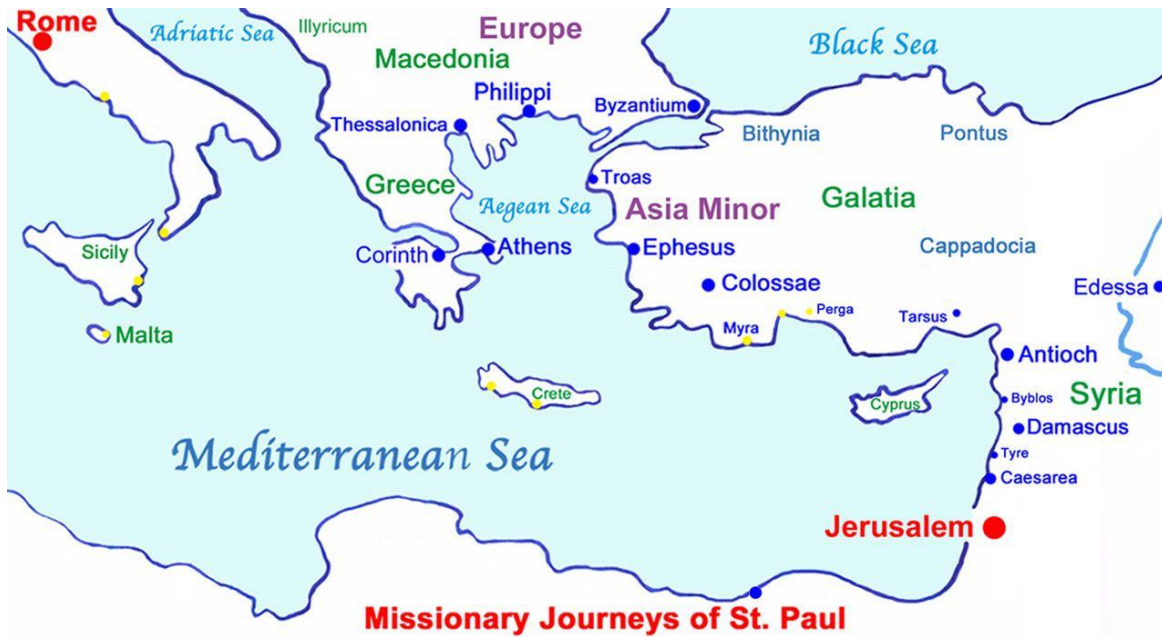 Rome
Adriatic Sea
Illyricum
Europe
Black Sea
Macedonia
Philippi
Byzantium
Thessalonica
Bithynia
Pontus
Troas
Greece
Aegean Sea
Asia Minor
Galatia
Sicily
Corinth
Athens
Ephesus
Cappadocia
Colossae
Edessa
Malta
Myra
Perga
Tarsus
Antioch
Crete
Cyprus
Byblos
Syria
Damascus
Mediterranean Sea
Tyre
Caesarea
Jerusalem
Missionary Journeys of St. Paul